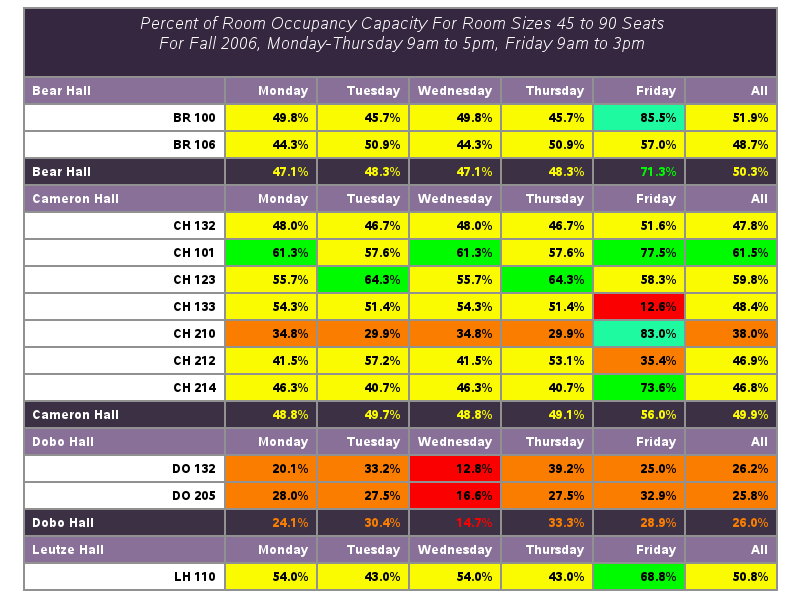 Percent of Room Occupancy Capacity For Room Sizes 45 to 90 Seats
For Fall 2006, Monday-Thursday 9am to 5pm, Friday 9am to 3pm
Bear Hall Monday Tuesday Wednesday Thursday Friday All
BR 100 49.8% 45.7% 49.8% 45.7% 85.5% 51.9%
BR 106 44.3% 50.9% 44.3% 50.9% 57.0% 48.7%
Bear Hall 47.1% 48.3% 47.1% 48.3% 71.3% 50.3%
Cameron Hall Monday Tuesday Wednesday Thursday Friday All
CH 132 48.0% 46.7% 48.0% 46.7% 51.6% 47.8%
CH 101 61.3% 57.6% 61.3% 57.6% 77.5% 61.5%
CH 123 55.7% 64.3% 55.7% 64.3% 58.3% 59.8%
CH 133 54.3% 51.4% 54.3% 51.4% 12.6% 48.4%
CH 210 34.8% 29.9% 34.8% 29.9% 83.0% 38.0%
CH 212 41.5% 57.2% 41.5% 53.1% 35.4% 46.9%
CH 214 46.3% 40.7% 46.3% 40.7% 73.6% 46.8%
Cameron Hall 48.8% 49.7% 48.8% 49.1% 56.0% 49.9%
Dobo Hall Monday Tuesday Wednesday Thursday Friday All
DO 132 20.1% 33.2% 12.8% 39.2% 25.0% 26.2%
DO 205 28.0% 27.5% 16.6% 27.5% 32.9% 25.8%
Dobo Hall 24.1% 30.4% 14.7% 33.3% 28.9% 26.0%
Leutze Hall Monday Tuesday Wednesday Thursday Friday All
LH 110 54.0% 43.0% 54.0% 43.0% 68.8% 50.8%